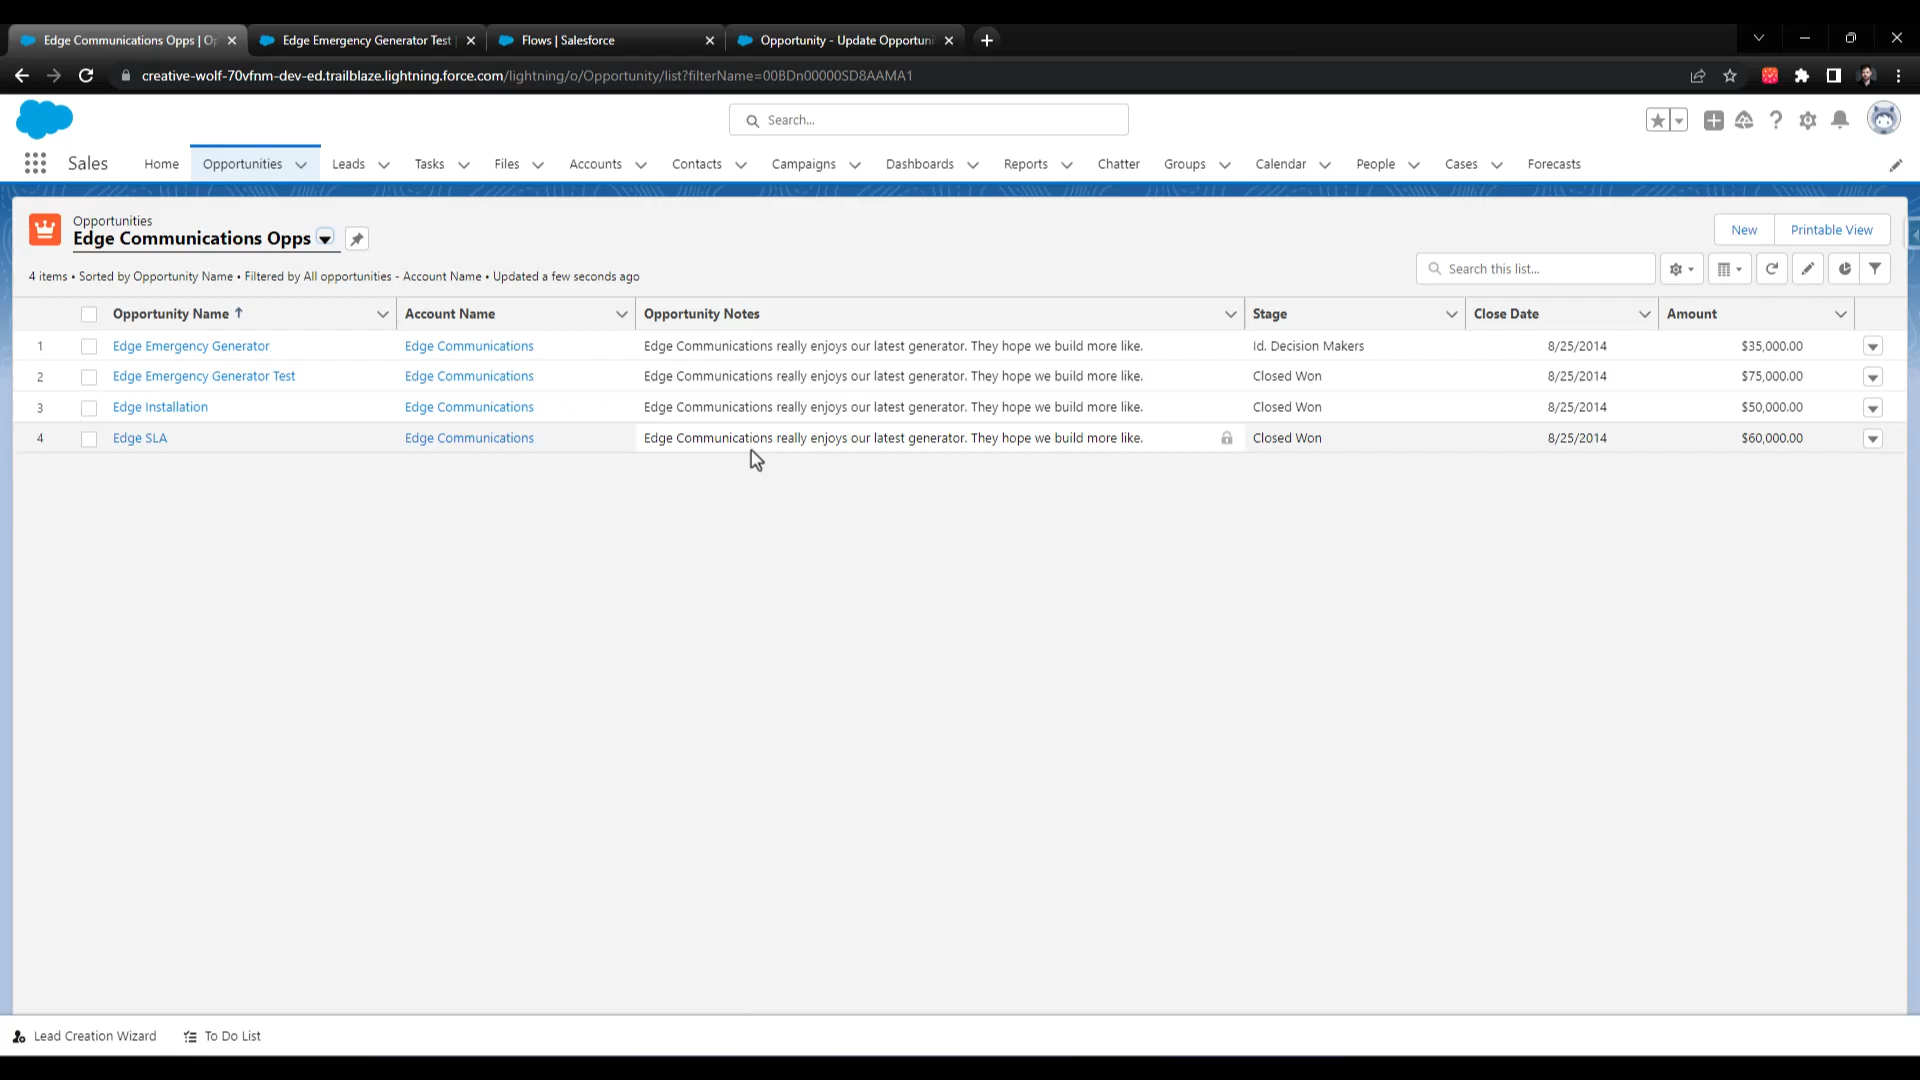 Edge Communications Opps | Op
Edge Emergency Generator Test
Flows | Salesforce
Opportunity - Update Opportuni
creative-wolf-70vfnm-dev-ed.trailblaze.lightning.force.com/lightning/o/Opportunity/list?filterName=00BDn00000SD8AAMA1
Search...
Sales Home Opportunities Leads Tasks Files Accounts Contacts Campaigns Dashboards Reports Chatter Groups Calendar People Cases Forecasts
Opportunities
Edge Communications Opps
New Printable View
4 items • Sorted by Opportunity Name • Filtered by All opportunities - Account Name • Updated a few seconds ago
Search this list...
Opportunity Name ↑ Account Name Opportunity Notes Stage Close Date Amount
1 Edge Emergency Generator Edge Communications Edge Communications really enjoys our latest generator. They hope we build more like. Id. Decision Makers 8/25/2014 $35,000.00
2 Edge Emergency Generator Test Edge Communications Edge Communications really enjoys our latest generator. They hope we build more like. Closed Won 8/25/2014 $75,000.00
3 Edge Installation Edge Communications Edge Communications really enjoys our latest generator. They hope we build more like. Closed Won 8/25/2014 $50,000.00
4 Edge SLA Edge Communications Edge Communications really enjoys our latest generator. They hope we build more like. Closed Won 8/25/2014 $60,000.00
Lead Creation Wizard To Do List